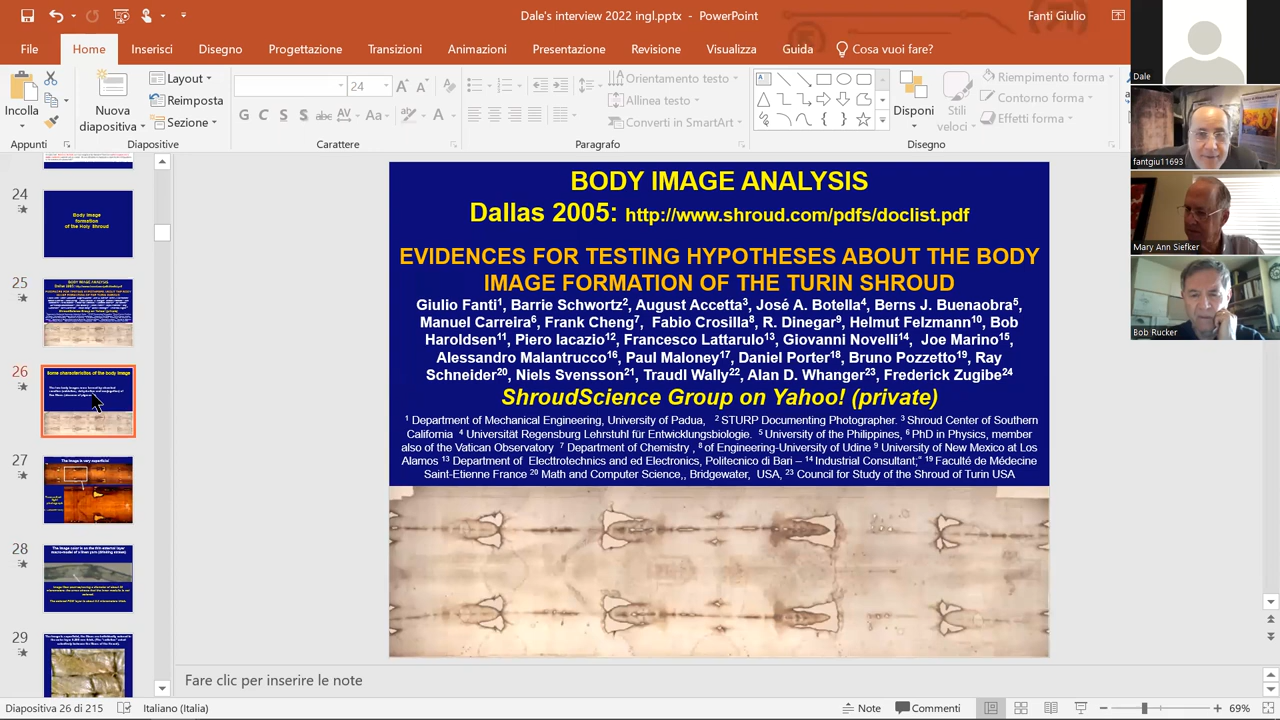 Dale's interview 2022 ingl.pptx - PowerPoint
Fanti Giulio
File Home Inserisci Disegno Progettazione Transizioni Animazioni Presentazione Revisione Visualizza Guida Cosa vuoi fare?
Incolla
Appunti
Nuova
diapositiva
Layout
Reimposta
Sezione
Diapositive
24
G C S S abc AV Aa A
Carattere
Orientamento testo
Allinea testo
Converti in SmartArt
Paragrafo
Disponi
Stili
veloci
Riempimento forma
Contorno forma
Effetti forma
Disegno
Dale
fantgiu11693
Mary Ann Siefker
Bob Rucker
24
Body image
formation
of the Holy Shroud
25
BODY IMAGE ANALYSIS
26
Some characteristics of the body image
27
The image is very superficial
28
29
BODY IMAGE ANALYSIS
Dallas 2005: http://www.shroud.com/pdfs/doclist.pdf
EVIDENCES FOR TESTING HYPOTHESES ABOUT THE BODY
IMAGE FORMATION OF THE TURIN SHROUD
Giulio Fanti¹, Barrie Schwortz², August Accetta³, José A. Botella⁴, Berns J. Buenaobra⁵,
Manuel Carreira⁶, Frank Cheng⁷, Fabio Crosilla⁸, R. Dinegar⁹, Helmut Felzmann¹⁰, Bob
Haroldsen¹¹, Piero Iacazio¹², Francesco Lattarulo¹³, Giovanni Novelli¹⁴, Joe Marino¹⁵,
Alessandro Malantrucco¹⁶, Paul Maloney¹⁷, Daniel Porter¹⁸, Bruno Pozzetto¹⁹, Ray
Schneider²⁰, Niels Svensson²¹, Traudl Wally²², Alan D. Whanger²³, Frederick Zugibe²⁴
ShroudScience Group on Yahoo! (private)
¹ Department of Mechanical Engineering, University of Padua, ² STURP Documenting Photographer. ³ Shroud Center of Southern
California ⁴ Universität Regensburg Lehrstuhl für Entwicklungsbiologie. ⁵ University of the Philippines, ⁶ PhD in Physics, member
also of the Vatican Observatory ⁷ Department of Chemistry , ⁸ of Engineering University of Udine ⁹ University of New Mexico at Los
Alamos ¹³ Department of Electtrotechnics and ed Electronics, Politecnico di Bari – ¹⁴ Industrial Consultant;" ¹⁹ Faculté de Médocine
Saint-Etienne France ²⁰ Math and Computer Science,, Bridgewater, USA ²³ Council for Study of the Shroud of Turin USA
Fare clic per inserire le note
Diapositiva 26 di 215 Italiano (Italia) Note Commenti 69%